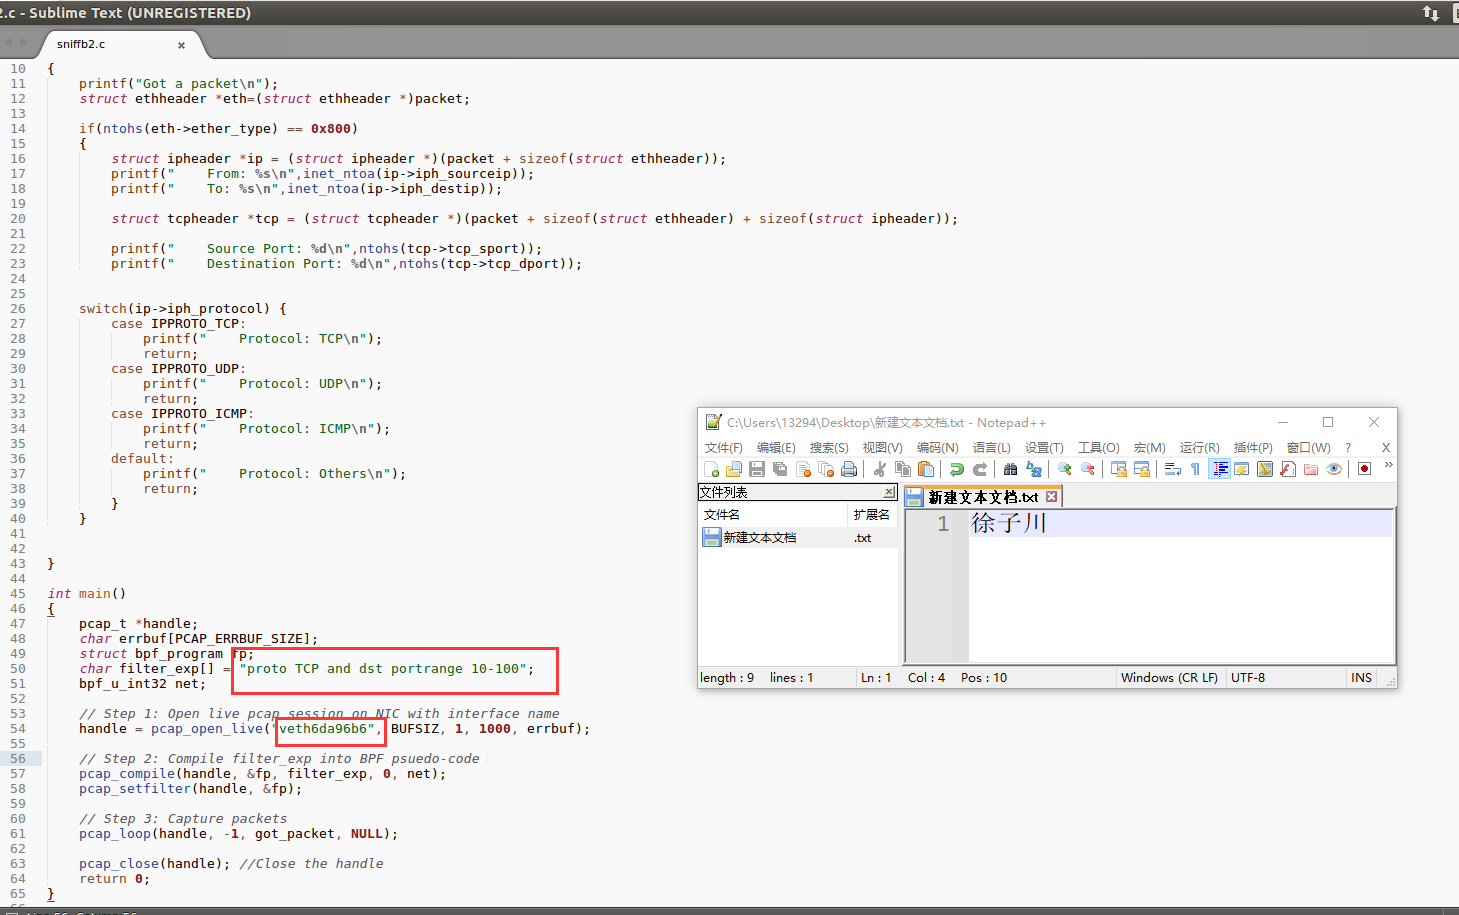 2.c - Sublime Text (UNREGISTERED)
sniffb2.c ×
10 {
11 printf("Got a packet\n");
12 struct ethheader *eth=(struct ethheader *)packet;
13
14 if(ntohs(eth->ether_type) == 0x800)
15 {
16 struct ipheader *ip = (struct ipheader *)(packet + sizeof(struct ethheader));
17 printf("    From: %s\n",inet_ntoa(ip->iph_sourceip));
18 printf("    To: %s\n",inet_ntoa(ip->iph_destip));
19
20 struct tcpheader *tcp = (struct tcpheader *)(packet + sizeof(struct ethheader) + sizeof(struct ipheader));
21
22 printf("    Source Port: %d\n",ntohs(tcp->tcp_sport));
23 printf("    Destination Port: %d\n",ntohs(tcp->tcp_dport));
24
25
26 switch(ip->iph_protocol) {
27 case IPPROTO_TCP:
28 printf("    Protocol: TCP\n");
29 return;
30 case IPPROTO_UDP:
31 printf("    Protocol: UDP\n");
32 return;
33 case IPPROTO_ICMP:
34 printf("    Protocol: ICMP\n");
35 return;
36 default:
37 printf("    Protocol: Others\n");
38 return;
39 }
40 }
41
42
43 }
44
45 int main()
46 {
47 pcap_t *handle;
48 char errbuf[PCAP_ERRBUF_SIZE];
49 struct bpf_program fp;
50 char filter_exp[] = "proto TCP and dst portrange 10-100";
51 bpf_u_int32 net;
52
53 // Step 1: Open live pcap session on NIC with interface name
54 handle = pcap_open_live("veth6da96b6", BUFSIZ, 1, 1000, errbuf);
55
56 // Step 2: Compile filter_exp into BPF psuedo-code
57 pcap_compile(handle, &fp, filter_exp, 0, net);
58 pcap_setfilter(handle, &fp);
59
60 // Step 3: Capture packets
61 pcap_loop(handle, -1, got_packet, NULL);
62
63 pcap_close(handle); //Close the handle
64 return 0;
65 }
C:\Users\13294\Desktop\新建文本文档.txt - Notepad++
文件(F) 编辑(E) 搜索(S) 视图(V) 编码(N) 语言(L) 设置(T) 工具(O) 宏(M) 运行(R) 插件(P) 窗口(W) ? X
文件列表
新建文本文档.txt
文件名 扩展名
新建文本文档 .txt
1 徐子川
length : 9 lines : 1 Ln : 1 Col : 4 Pos : 10 Windows (CR LF) UTF-8 INS